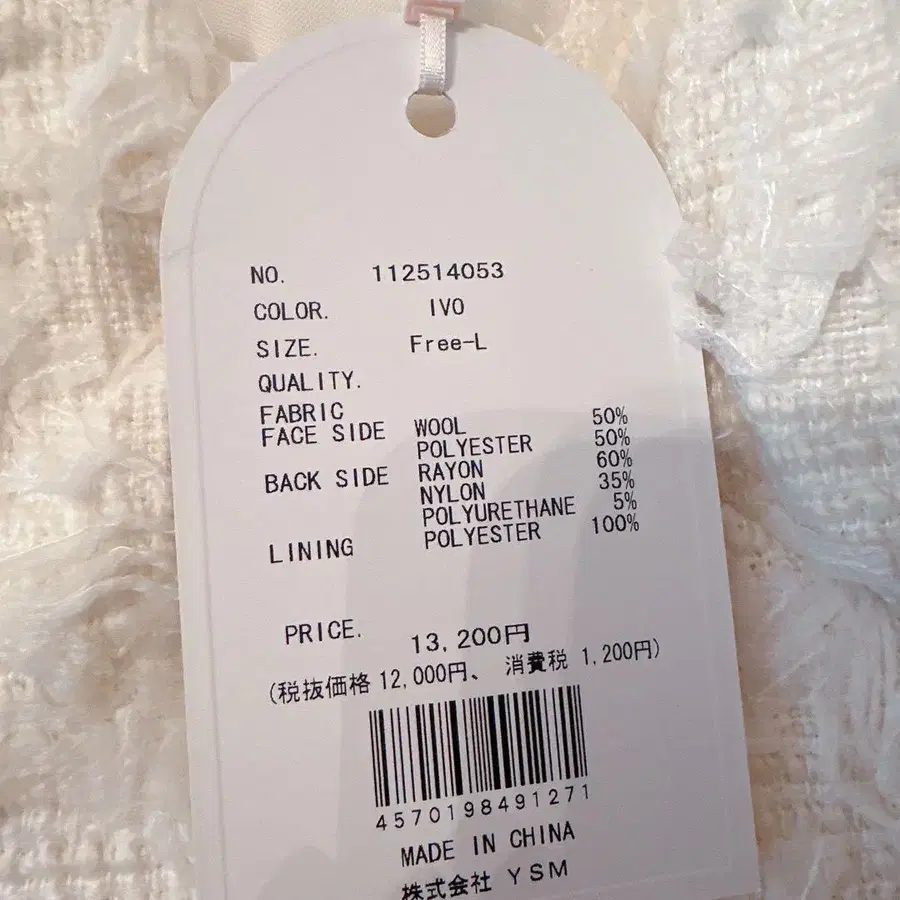 NO. 112514053
COLOR. IVO
SIZE. Free-L
QUALITY.
FABRIC
FACE SIDE WOOL 50%
POLYESTER 50%
BACK SIDE RAYON 60%
NYLON 35%
POLYURETHANE 5%
LINING POLYESTER 100%
PRICE. 13,200円
(税抜価格 12,000円、 消費税 1,200円)
4570198491271
MADE IN CHINA
株式会社 YSM